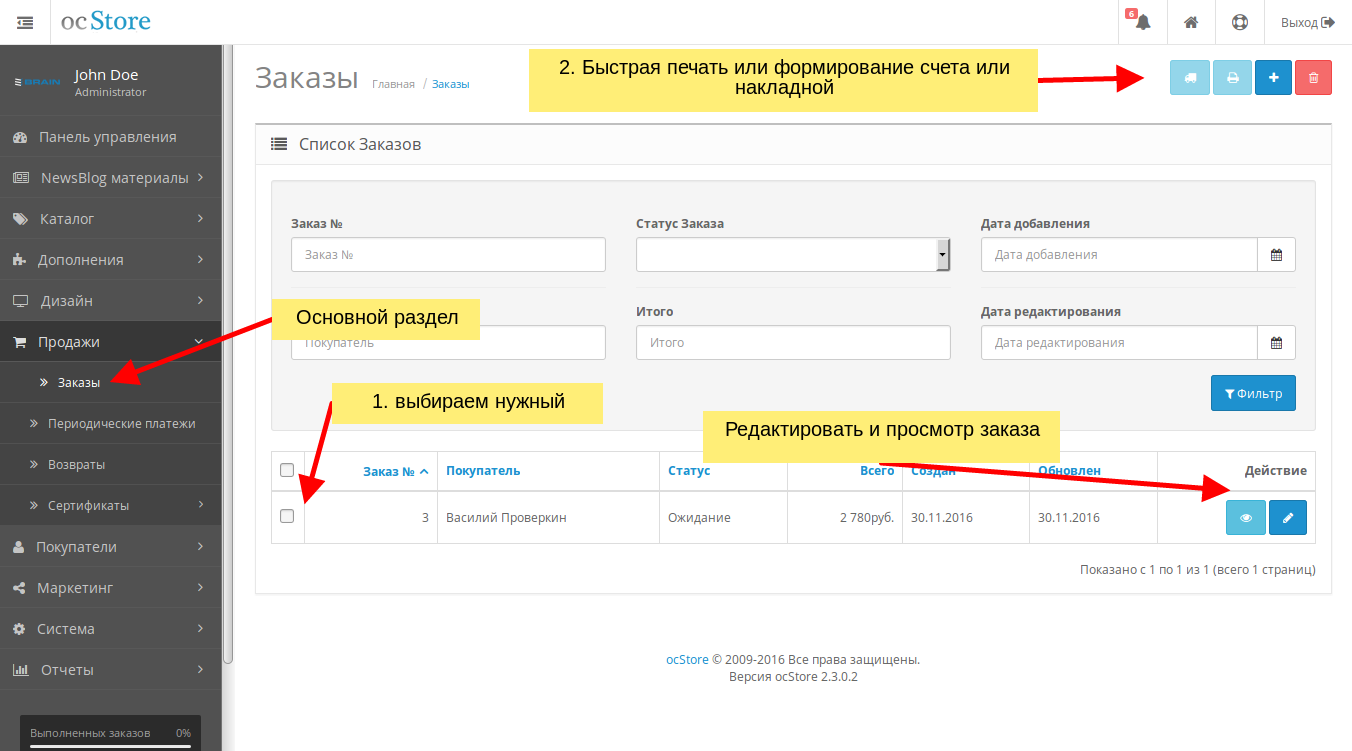 ocStore
6
Выход
BRAIN
John Doe
Administrator
Панель управления
NewsBlog материалы
Каталог
Дополнения
Дизайн
Продажи
Заказы
Периодические платежи
Возвраты
Сертификаты
Покупатели
Маркетинг
Система
Отчеты
Выполненных заказов 0%
Заказы
Главная / Заказы
2. Быстрая печать или формирование счета или
накладной
Список Заказов
Заказ №
Заказ №
Статус Заказа
Дата добавления
Дата добавления
Основной раздел
Покупатель
Итого
Итого
Дата редактирования
Дата редактирования
Фильтр
1. выбираем нужный
Редактировать и просмотр заказа
Заказ № Покупатель Статус Всего Создан Обновлен Действие
3 Василий Проверкин Ожидание 2 780руб. 30.11.2016 30.11.2016
Показано с 1 по 1 из 1 (всего 1 страниц)
ocStore © 2009-2016 Все права защищены.
Версия ocStore 2.3.0.2